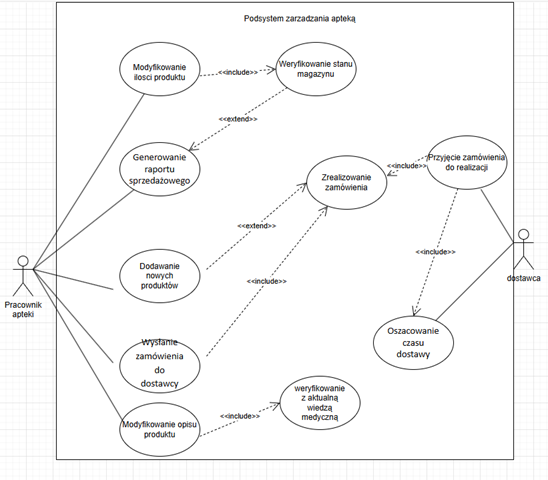 Podsystem zarzadzania apteką
Modyfikowanie
ilosci produktu
<<include>>
Weryfikowanie stanu
magazynu
<<extend>>
Generowanie
raportu
sprzedażowego
Zrealizowanie
zamówienia
<<include>>
Przyjęcie zamówienia
do realizacji
<<extend>>
<<include>>
Dodawanie
nowych
produktów
<<include>>
Pracownik
apteki
dostawca
Wysłanie
zamówienia
do
dostawcy
Oszacowanie
czasu
dostawy
weryfikowanie
z aktualną
wiedzą
medyczną
<<include>>
Modyfikowanie opisu
produktu